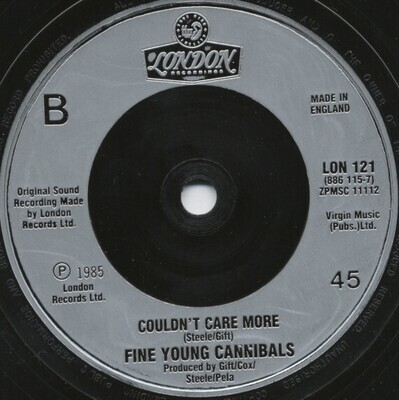 LONDON
RECORDINGS
B
MADE IN
ENGLAND
LON 121
(886 115-7)
ZPMSC 11112
Original Sound
Recording Made
by London
Records Ltd.
Virgin Music
(Pubs.)Ltd.
Ⓟ 1985
London
Records Ltd.
45
COULDN'T CARE MORE
(Steele/Gift)
FINE YOUNG CANNIBALS
Produced by Gift/Cox/
Steele/Pela